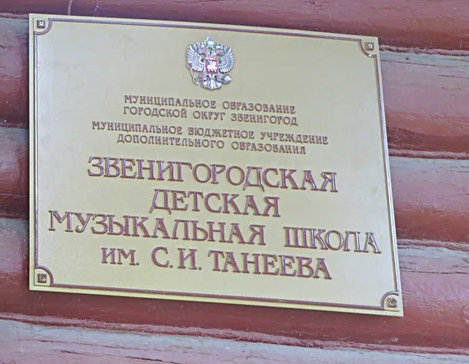 МУНИЦИПАЛЬНОЕ ОБРАЗОВАНИЕ
ГОРОДСКОЙ ОКРУГ ЗВЕНИГОРОД
МУНИЦИПАЛЬНОЕ БЮДЖЕТНОЕ УЧРЕЖДЕНИЕ
ДОПОЛНИТЕЛЬНОГО ОБРАЗОВАНИЯ
ЗВЕНИГОРОДСКАЯ
ДЕТСКАЯ
МУЗЫКАЛЬНАЯ ШКОЛА
ИМ. С.И. ТАНЕЕВА